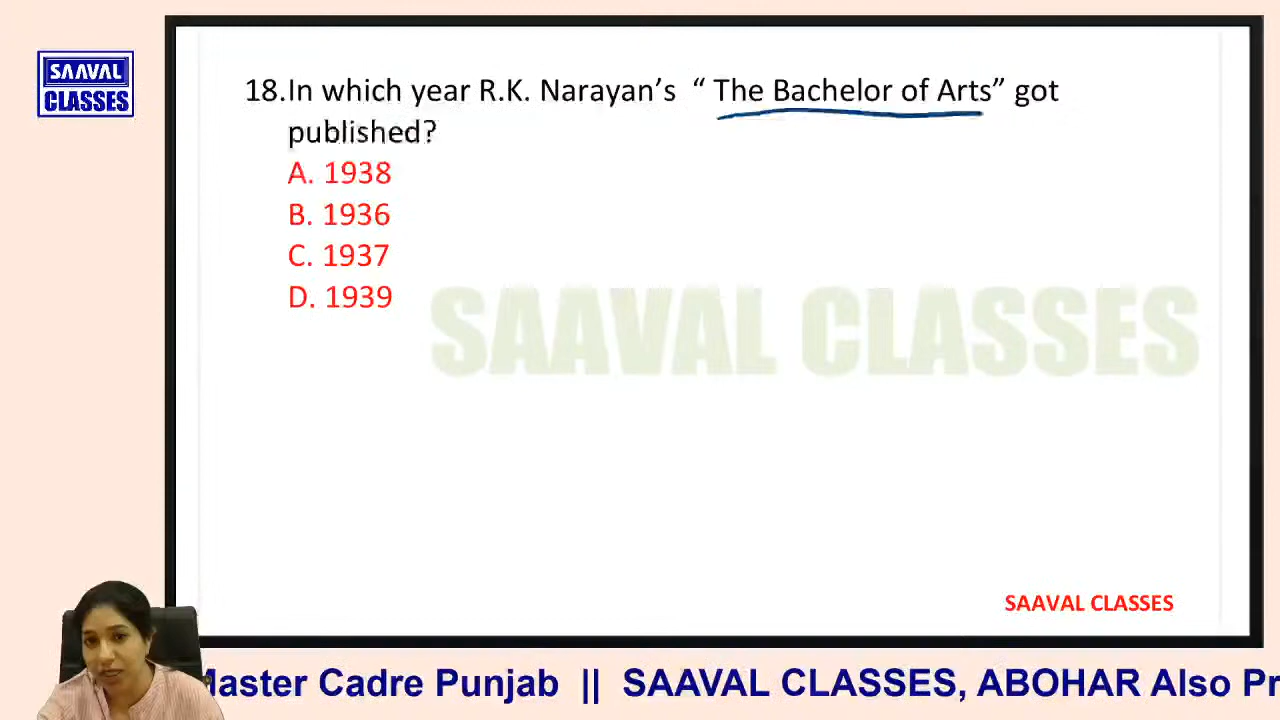 SAAVAL
CLASSES
18.In which year R.K. Narayan’s “ The Bachelor of Arts” got
published?
A. 1938
B. 1936
C. 1937
D. 1939
SAAVAL CLASSES
SAAVAL CLASSES
Master Cadre Punjab || SAAVAL CLASSES, ABOHAR Also Pr